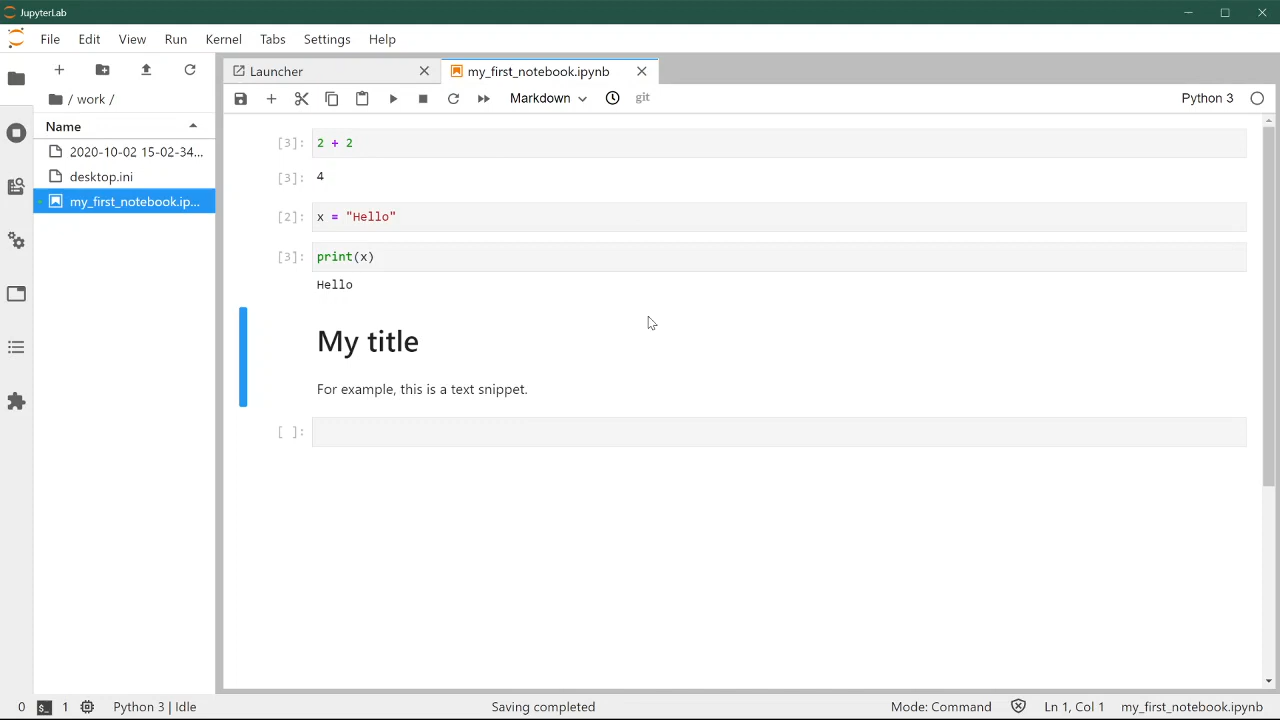 JupyterLab
File Edit View Run Kernel Tabs Settings Help
Launcher my_first_notebook.ipynb
/ work /
Markdown git Python 3
Name
2020-10-02 15-02-34...
desktop.ini
my_first_notebook.ip...
[3]: 2 + 2
[3]: 4
[2]: x = "Hello"
[3]: print(x)
Hello
My title
For example, this is a text snippet.
[ ]:
0 $_ 1 Python 3 | Idle Saving completed Mode: Command Ln 1, Col 1 my_first_notebook.ipynb